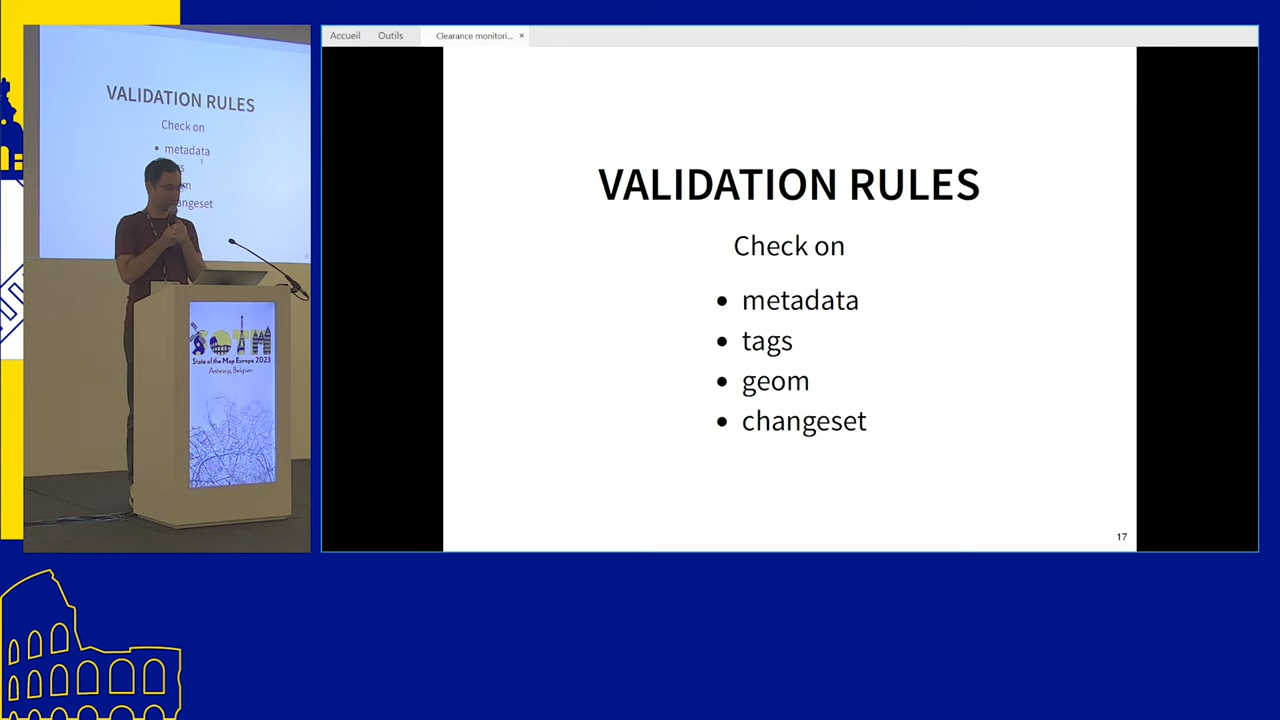 Accueil Outils Clearance monitori... ×
VALIDATION RULES
Check on
• metadata
• tags
• geom
• changeset
17
VALIDATION RULES
Check on
• metadata
SOTM
State of the Map Europe 2023
Antwerp, Belgium